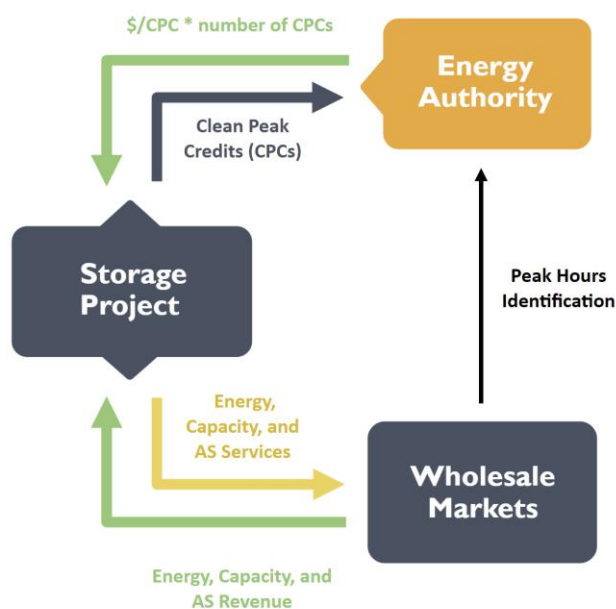 $/CPC * number of CPCs
Energy
Authority
Clean Peak
Credits (CPCs)
Storage
Project
Peak Hours
Identification
Energy,
Capacity, and
AS Services
Wholesale
Markets
Energy, Capacity, and
AS Revenue